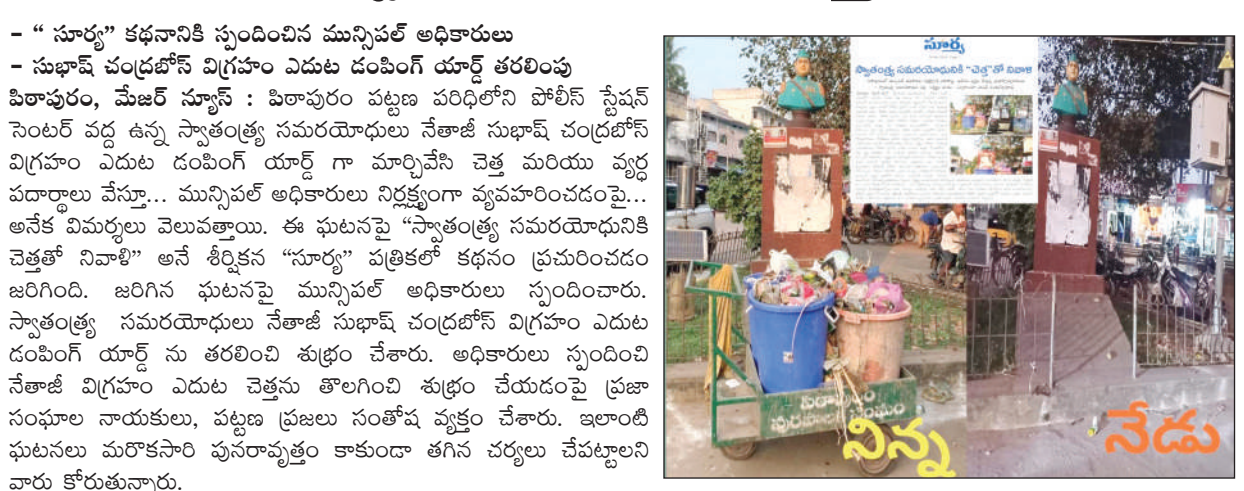 - “ సూర్య” కథనానికి స్పందించిన మున్సిపల్ అధికారులు
- సుభాష్ చంద్రబోస్ విగ్రహం ఎదుట డంపింగ్ యార్డ్ తరలింపు
పిఠాపురం, మేజర్ న్యూస్ : పిఠాపురం పట్టణ పరిధిలోని పోలీస్ స్టేషన్
సెంటర్ వద్ద ఉన్న స్వాతంత్ర్య సమరయోధులు నేతాజీ సుభాష్ చంద్రబోస్
విగ్రహం ఎదుట డంపింగ్ యార్డ్ గా మార్చివేసి చెత్త మరియు వ్యర్ధ
పదార్థాలు వేస్తూ... మున్సిపల్ అధికారులు నిర్లక్ష్యంగా వ్యవహరించడంపై...
అనేక విమర్శలు వెలువత్తాయి. ఈ ఘటనపై “స్వాతంత్ర్య సమరయోధునికి
చెత్తతో నివాళి” అనే శీర్షికన “సూర్య” పత్రికలో కథనం ప్రచురించడం
జరిగింది. జరిగిన ఘటనపై మున్సిపల్ అధికారులు స్పందించారు.
స్వాతంత్ర్య సమరయోధులు నేతాజీ సుభాష్ చంద్రబోస్ విగ్రహం ఎదుట
డంపింగ్ యార్డ్ ను తరలించి శుభ్రం చేశారు. అధికారులు స్పందించి
నేతాజీ విగ్రహం ఎదుట చెత్తను తొలగించి శుభ్రం చేయడంపై ప్రజా
సంఘాల నాయకులు, పట్టణ ప్రజలు సంతోష వ్యక్తం చేశారు. ఇలాంటి
ఘటనలు మరొకసారి పునరావృత్తం కాకుండా తగిన చర్యలు చేపట్టాలని
వారు కోరుతున్నారు.
సూర్య
స్వాతంత్ర్య సమరయోధునికి “చెత్త”తో నివాళి
పిఠాపురం
పురపాలక సంఘం
నిన్న
నేడు